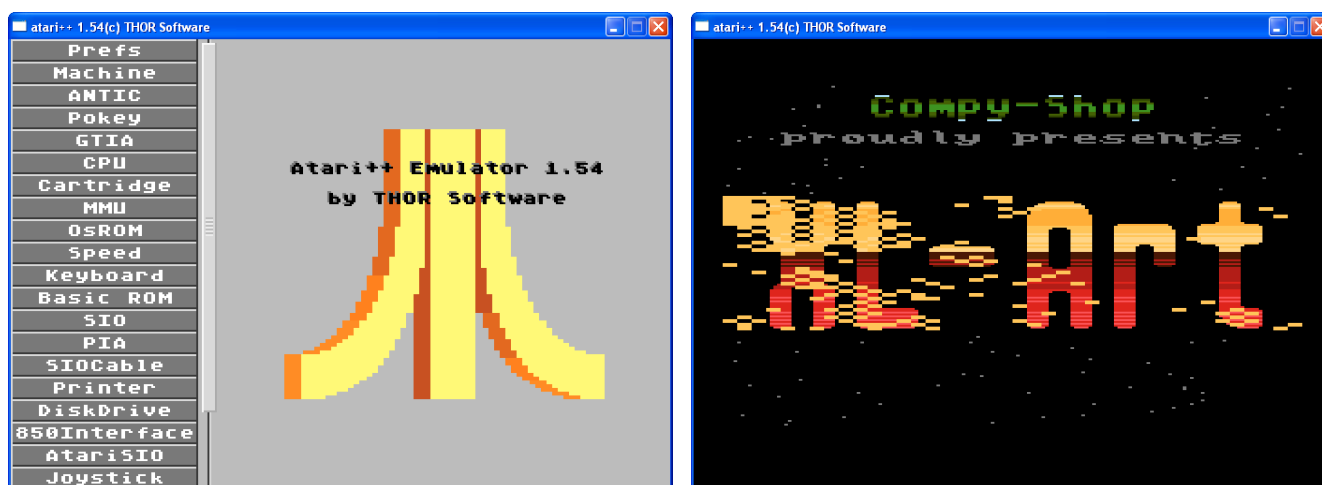 atari++ 1.54(c) THOR Software
Prefs
Machine
ANTIC
Pokey
GTIA
CPU
Cartridge
MMU
OsROM
Speed
Keyboard
Basic ROM
SIO
PIA
SIOCable
Printer
DiskDrive
850Interface
AtariSIO
Joystick
Atari++ Emulator 1.54
by THOR Software
atari++ 1.54(c) THOR Software
Compy-Shop
proudly presents
XL-Art